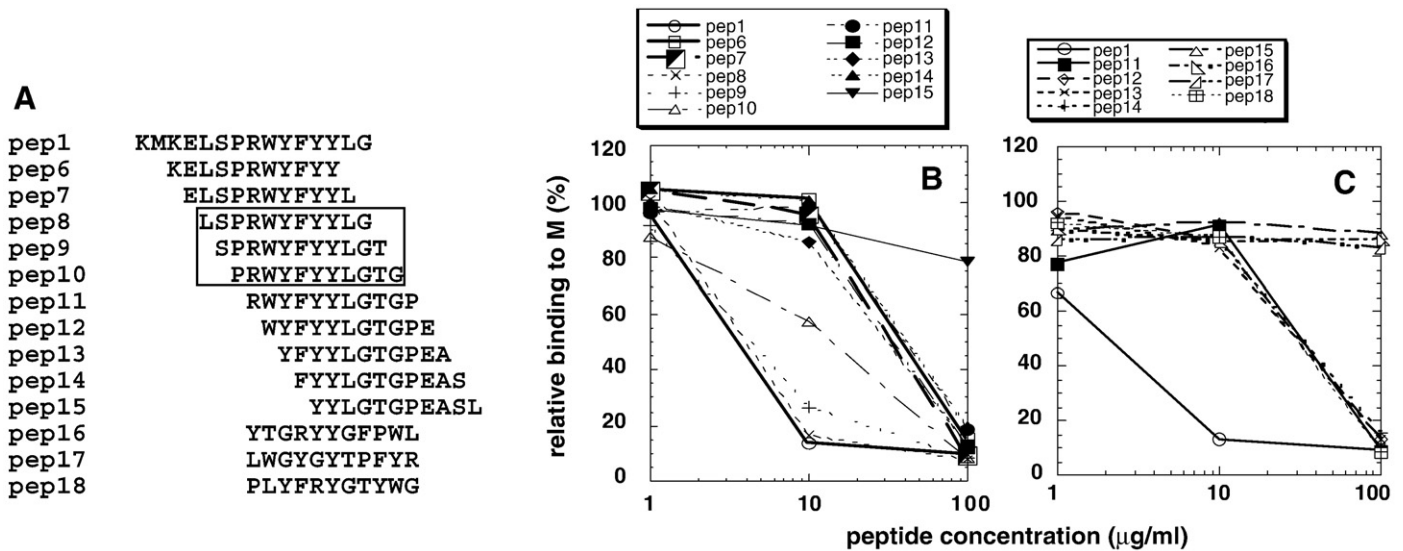 A
pep1 KMKELSPRWYFYYLG
pep6 KELSPRWYFYY
pep7 ELSPRWYFYYL
pep8 LSPRWYFYYLG
pep9 SPRWYFYYLGT
pep10 PRWYFYYLGTG
pep11 RWYFYYLGTGP
pep12 WYFYYLGTGPE
pep13 YFYYLGTGPEA
pep14 FYYLGTGPEAS
pep15 YYLGTGPEASL
pep16 YTGRYYGFPWL
pep17 LWGYGYTPFYR
pep18 PLYFRYGTYWG
pep1 pep11
pep6 pep12
pep7 pep13
pep8 pep14
pep9 pep15
pep10
B
relative binding to M (%)
120
100
80
60
40
20
0
1 10 100
pep1 pep15
pep11 pep16
pep12 pep17
pep13 pep18
pep14
C
120
100
80
60
40
20
0
1 10 100
peptide concentration (μg/ml)